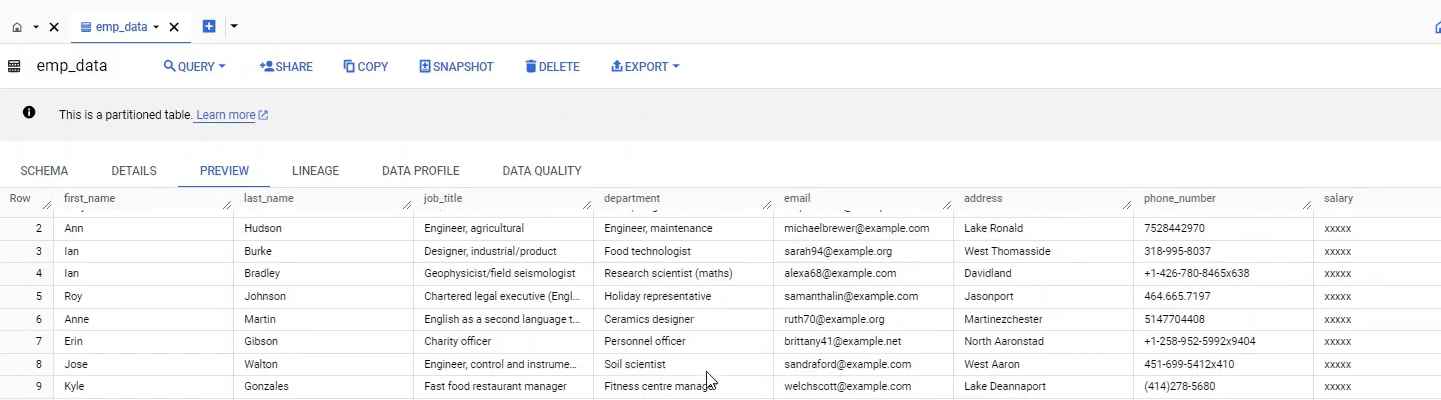 emp_data
emp_data QUERY SHARE COPY SNAPSHOT DELETE EXPORT
This is a partitioned table. Learn more
SCHEMA DETAILS PREVIEW LINEAGE DATA PROFILE DATA QUALITY
Row first_name last_name job_title department email address phone_number salary
2 Ann Hudson Engineer, agricultural Engineer, maintenance michaelbrewer@example.com Lake Ronald 7528442970 xxxxx
3 Ian Burke Designer, industrial/product Food technologist sarah94@example.org West Thomasside 318-995-8037 xxxxx
4 Ian Bradley Geophysicist/field seismologist Research scientist (maths) alexa68@example.com Davidland +1-426-780-8465x638 xxxxx
5 Roy Johnson Chartered legal executive (Engl... Holiday representative samanthalin@example.com Jasonport 464.665.7197 xxxxx
6 Anne Martin English as a second language t... Ceramics designer ruth70@example.org Martinezchester 5147704408 xxxxx
7 Erin Gibson Charity officer Personnel officer brittany41@example.net North Aaronstad +1-258-952-5992x9404 xxxxx
8 Jose Walton Engineer, control and instrume... Soil scientist sandraford@example.com West Aaron 451-699-5412x410 xxxxx
9 Kyle Gonzales Fast food restaurant manager Fitness centre manager welchscott@example.com Lake Deannaport (414)278-5680 xxxxx